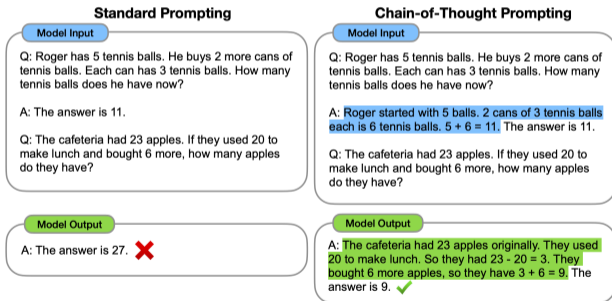 Standard Prompting
Model Input
Q: Roger has 5 tennis balls. He buys 2 more cans of
tennis balls. Each can has 3 tennis balls. How many
tennis balls does he have now?
A: The answer is 11.
Q: The cafeteria had 23 apples. If they used 20 to
make lunch and bought 6 more, how many apples
do they have?
Model Output
A: The answer is 27.
Chain-of-Thought Prompting
Model Input
Q: Roger has 5 tennis balls. He buys 2 more cans of
tennis balls. Each can has 3 tennis balls. How many
tennis balls does he have now?
A: Roger started with 5 balls. 2 cans of 3 tennis balls
each is 6 tennis balls. 5 + 6 = 11. The answer is 11.
Q: The cafeteria had 23 apples. If they used 20 to
make lunch and bought 6 more, how many apples
do they have?
Model Output
A: The cafeteria had 23 apples originally. They used
20 to make lunch. So they had 23 - 20 = 3. They
bought 6 more apples, so they have 3 + 6 = 9. The
answer is 9.